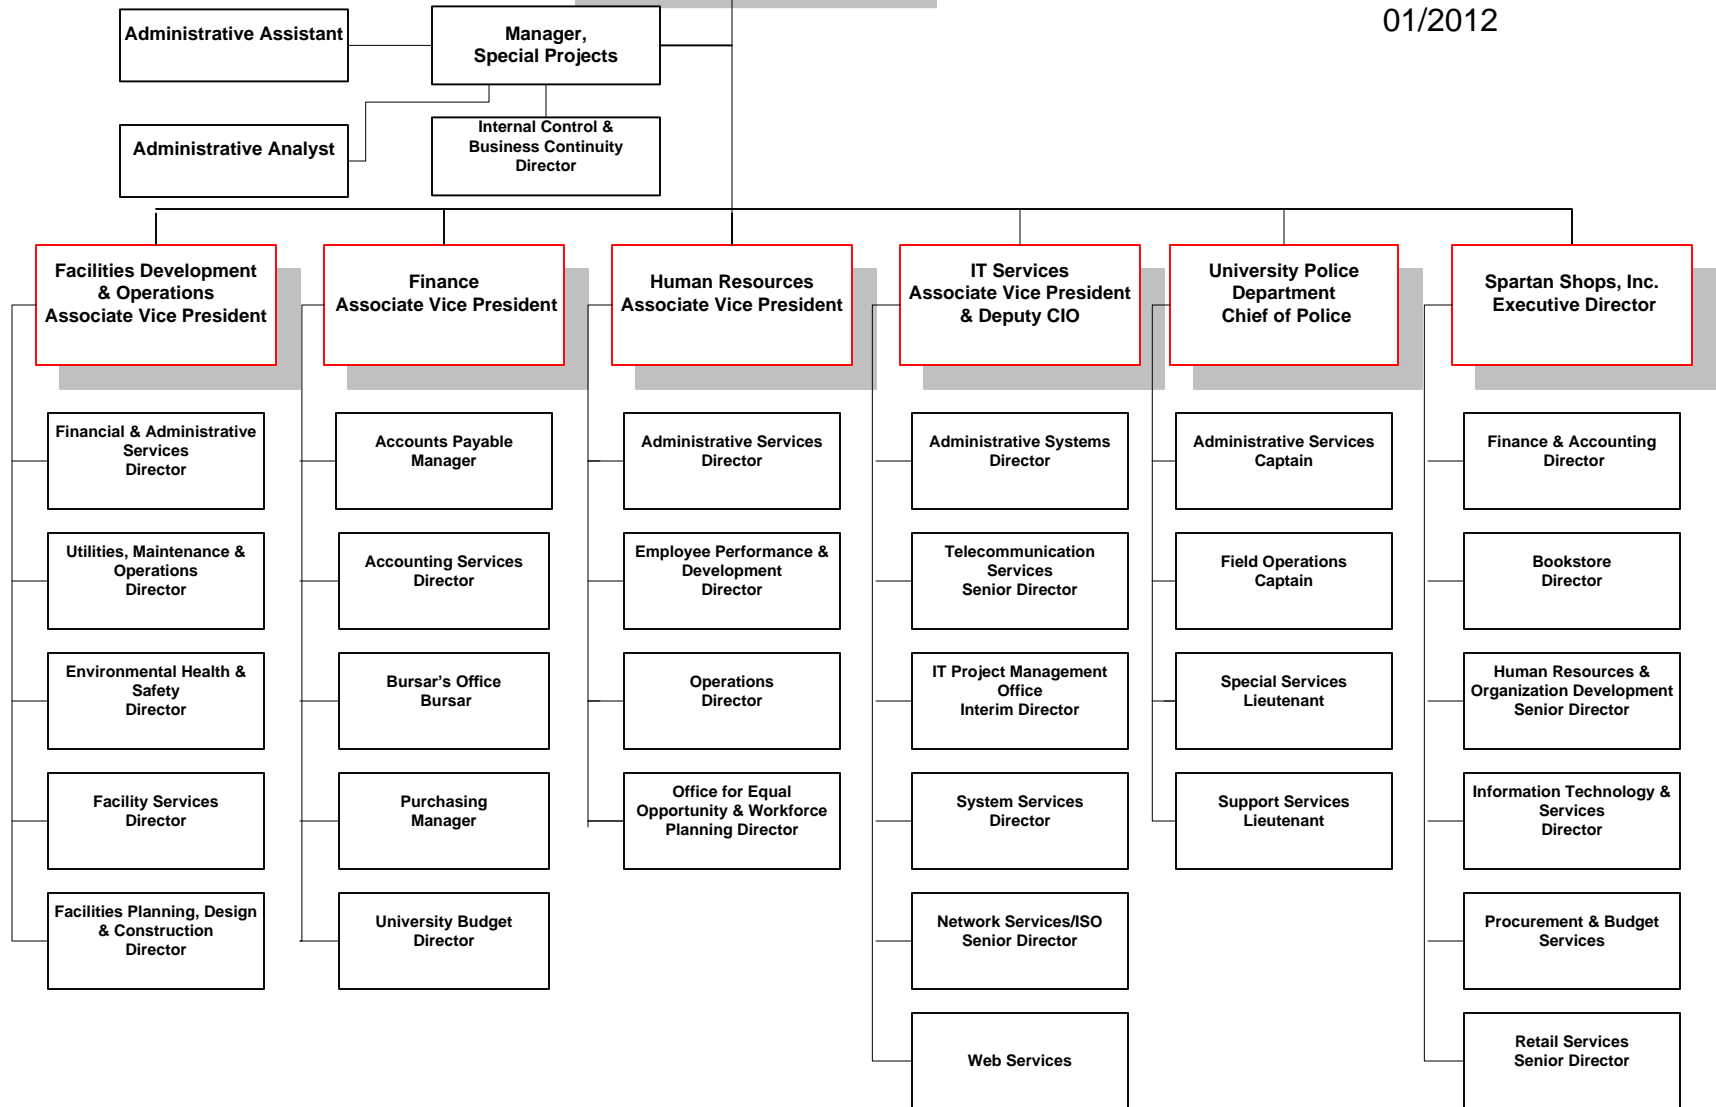 01/2012
Administrative Assistant
Manager,
Special Projects
Administrative Analyst
Internal Control &
Business Continuity
Director
Facilities Development
& Operations
Associate Vice President
Finance
Associate Vice President
Human Resources
Associate Vice President
IT Services
Associate Vice President
& Deputy CIO
University Police
Department
Chief of Police
Spartan Shops, Inc.
Executive Director
Financial & Administrative
Services
Director
Accounts Payable
Manager
Administrative Services
Director
Administrative Systems
Director
Administrative Services
Captain
Finance & Accounting
Director
Utilities, Maintenance &
Operations
Director
Accounting Services
Director
Employee Performance &
Development
Director
Telecommunication
Services
Senior Director
Field Operations
Captain
Bookstore
Director
Environmental Health &
Safety
Director
Bursar's Office
Bursar
Operations
Director
IT Project Management
Office
Interim Director
Special Services
Lieutenant
Human Resources &
Organization Development
Senior Director
Facility Services
Director
Purchasing
Manager
Office for Equal
Opportunity & Workforce
Planning Director
System Services
Director
Support Services
Lieutenant
Information Technology &
Services
Director
Facilities Planning, Design
& Construction
Director
University Budget
Director
Network Services/ISO
Senior Director
Procurement & Budget
Services
Web Services
Retail Services
Senior Director